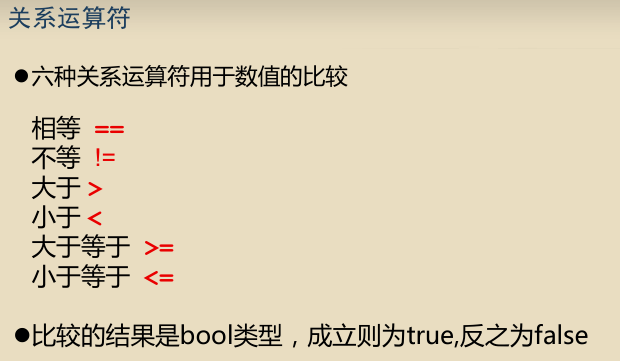 关系运算符
●六种关系运算符用于数值的比较
相等 ==
不等 !=
大于 >
小于 <
大于等于 >=
小于等于 <=
●比较的结果是bool类型，成立则为true,反之为false